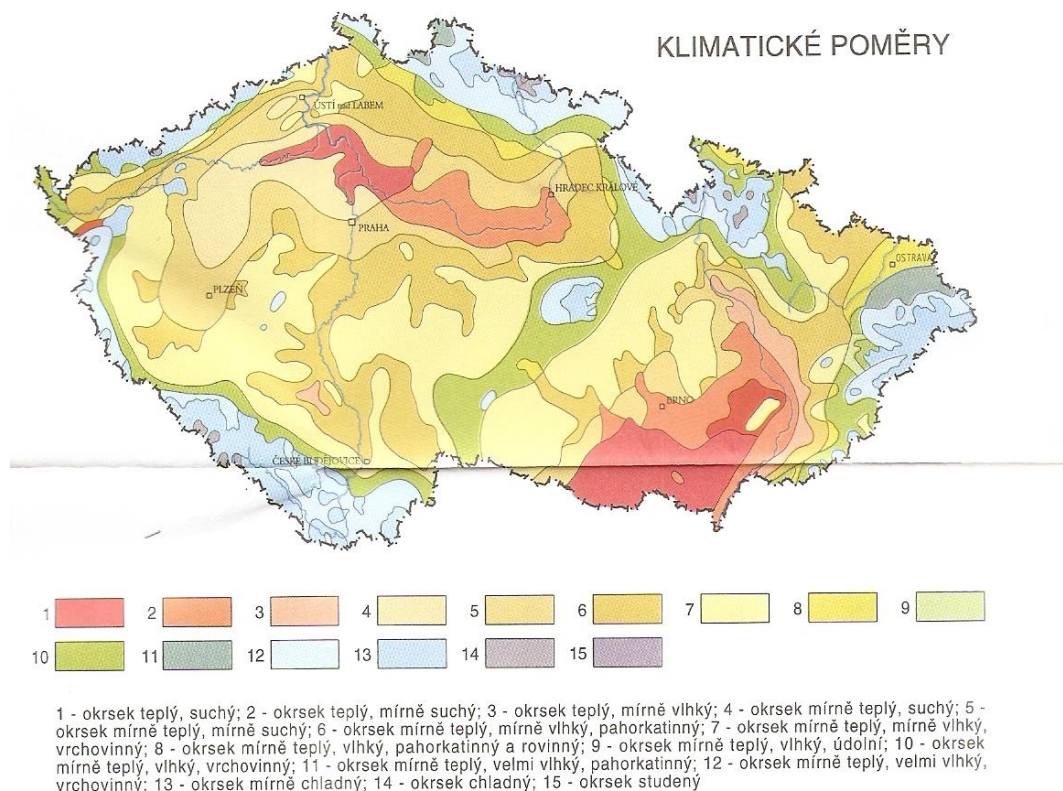 KLIMATICKÉ POMĚRY
ÚSTÍ nad LABEM
HRADEC KRÁLOVÉ
PRAHA
OSTRAVA
PLZEŇ
BRNO
ČESKÉ BUDĚJOVICE
1 2 3 4 5 6 7 8 9
10 11 12 13 14 15
1 - okrsek teplý, suchý; 2 - okrsek teplý, mírně suchý; 3 - okrsek teplý, mírně vlhký; 4 - okrsek mírně teplý, suchý; 5 -
okrsek mírně teplý, mírně suchý; 6 - okrsek mírně teplý, mírně vlhký, pahorkatinný; 7 - okrsek mírně teplý, mírně vlhký,
vrchovinný; 8 - okrsek mírně teplý, vlhký, pahorkatinný a rovinný; 9 - okrsek mírně teplý, vlhký, údolní; 10 - okrsek
mírně teplý, vlhký, vrchovinný; 11 - okrsek mírně teplý, velmi vlhký, pahorkatinný; 12 - okrsek mírně teplý, velmi vlhký,
vrchovinný; 13 - okrsek mírně chladný; 14 - okrsek chladný; 15 - okrsek studený